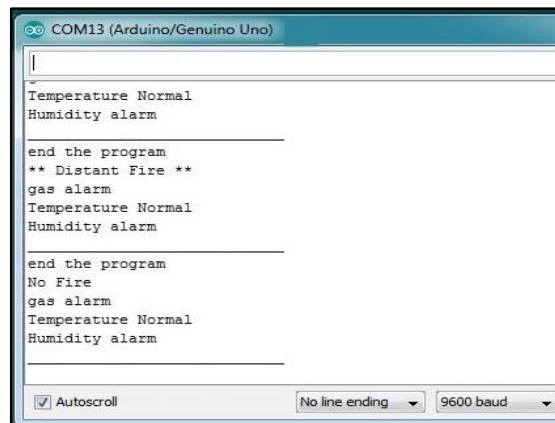 COM13 (Arduino/Genuino Uno)
Temperature Normal
Humidity alarm
end the program
** Distant Fire **
gas alarm
Temperature Normal
Humidity alarm
end the program
No Fire
gas alarm
Temperature Normal
Humidity alarm
Autoscroll
No line ending
9600 baud